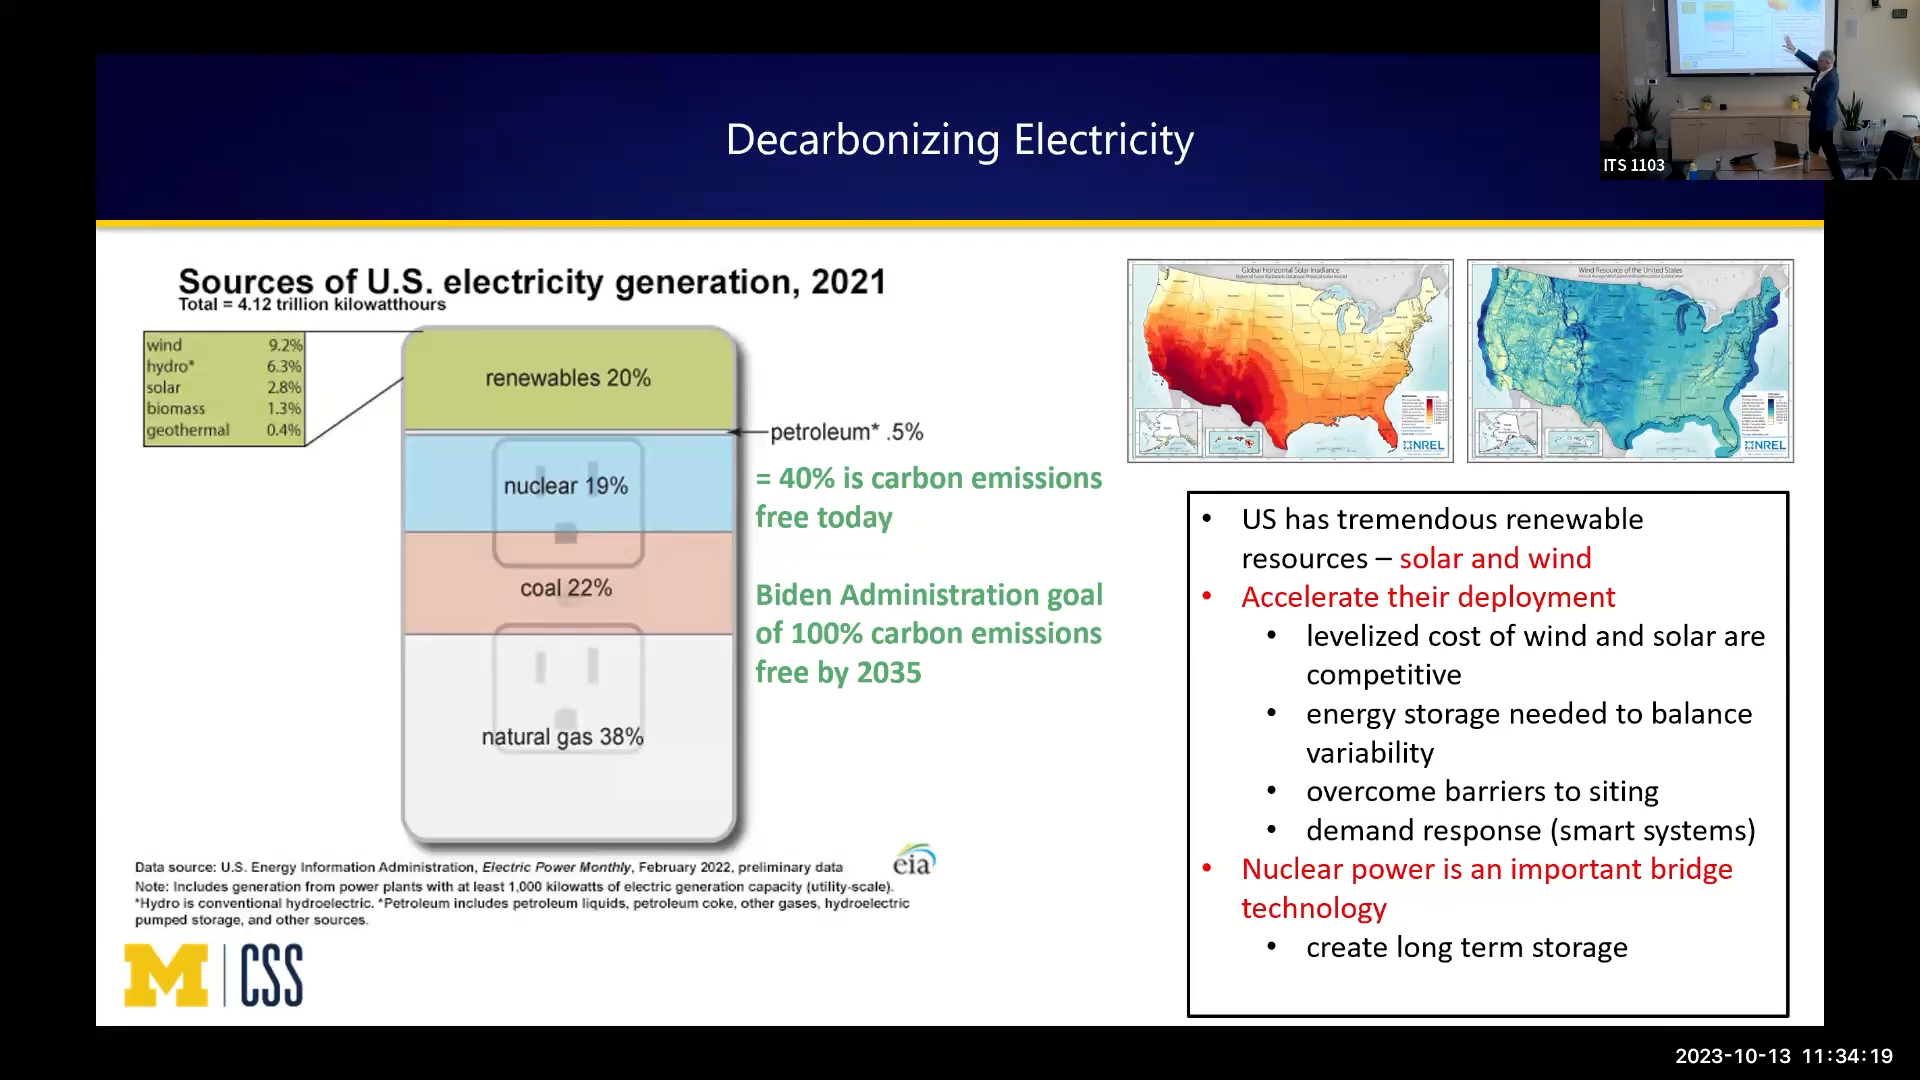 Decarbonizing Electricity
ITS 1103
Sources of U.S. electricity generation, 2021
Total = 4.12 trillion kilowatthours
wind 9.2%
hydro* 6.3%
solar 2.8%
biomass 1.3%
geothermal 0.4%
renewables 20%
petroleum* .5%
nuclear 19%
coal 22%
natural gas 38%
= 40% is carbon emissions
free today
Biden Administration goal
of 100% carbon emissions
free by 2035
Data source: U.S. Energy Information Administration, Electric Power Monthly, February 2022, preliminary data
Note: Includes generation from power plants with at least 1,000 kilowatts of electric generation capacity (utility-scale).
*Hydro is conventional hydroelectric. *Petroleum includes petroleum liquids, petroleum coke, other gases, hydroelectric
pumped storage, and other sources.
eia
M | CSS
Global Horizontal Solar Irradiance
NREL
Wind Resource of the United States
NREL
• US has tremendous renewable
resources – solar and wind
• Accelerate their deployment
• levelized cost of wind and solar are
competitive
• energy storage needed to balance
variability
• overcome barriers to siting
• demand response (smart systems)
• Nuclear power is an important bridge
technology
• create long term storage
2023-10-13 11:34:19